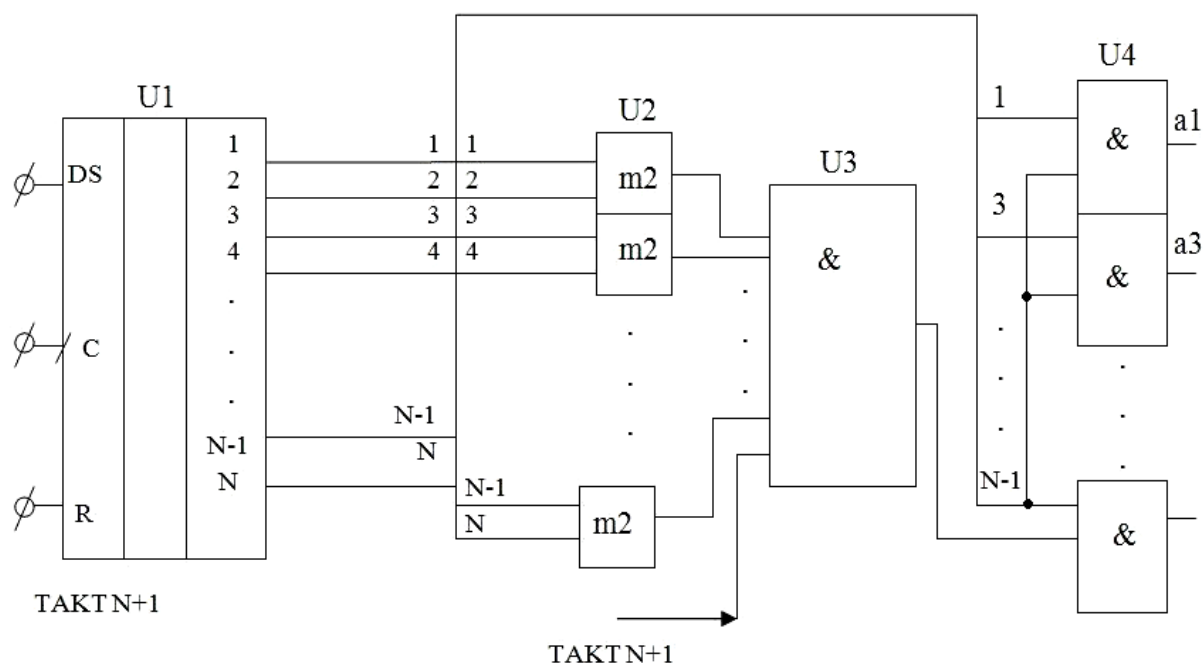 U1
U2
U3
U4
DS
C
R
1
2
3
4
.
.
.
N-1
N
1
2
3
4
N-1
N
1
2
3
4
N-1
N
m2
m2
.
.
.
m2
.
.
.
&
1
3
.
.
.
N-1
&
a1
&
a3
.
.
.
&
TAKT N+1
TAKT N+1